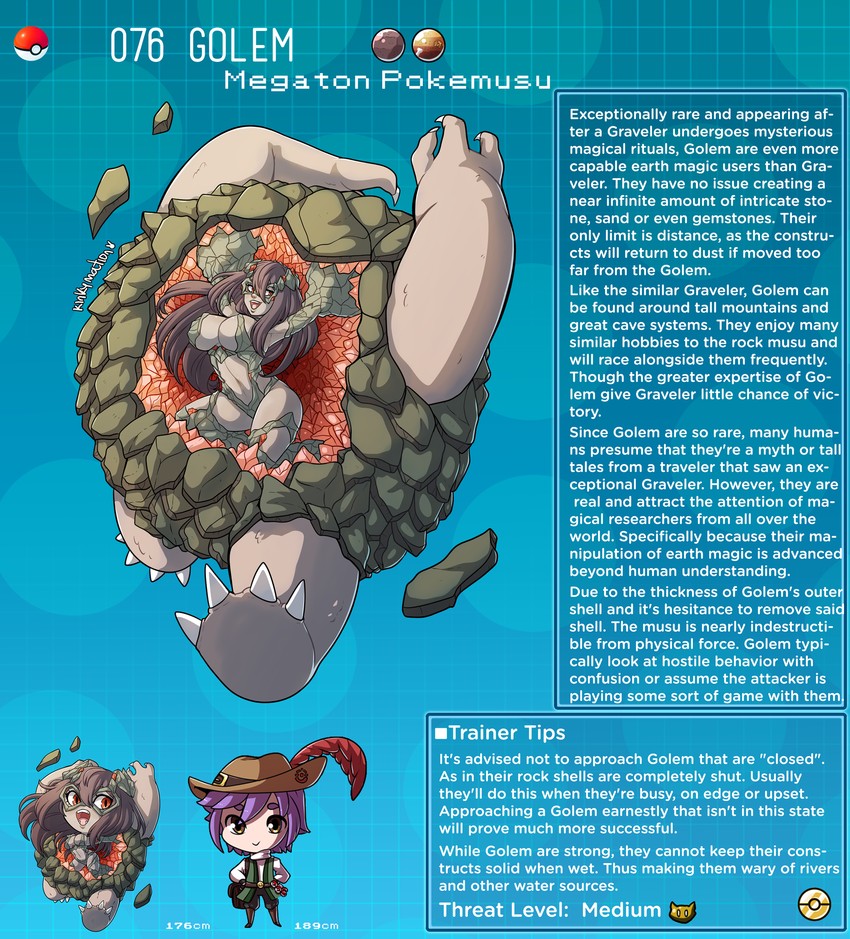 076 GOLEM
Megaton Pokemusu
Exceptionally rare and appearing af-
ter a Graveler undergoes mysterious
magical rituals, Golem are even more
capable earth magic users than Gra-
veler. They have no issue creating a
near infinite amount of intricate sto-
ne, sand or even gemstones. Their
only limit is distance, as the constru-
cts will return to dust if moved too
far from the Golem.
Like the similar Graveler, Golem can
be found around tall mountains and
great cave systems. They enjoy many
similar hobbies to the rock musu and
will race alongside them frequently.
Though the greater expertise of Go-
lem give Graveler little chance of vic-
tory.
Since Golem are so rare, many huma-
ns presume that they're a myth or tall
tales from a traveler that saw an ex-
ceptional Graveler. However, they are
real and attract the attention of ma-
gical researchers from all over the
world. Specifically because their ma-
nipulation of earth magic is advanced
beyond human understanding.
Due to the thickness of Golem's outer
shell and it's hesitance to remove said
shell. The musu is nearly indestructi-
ble from physical force. Golem typi-
cally look at hostile behavior with
confusion or assume the attacker is
playing some sort of game with them.
kinkymation
■Trainer Tips
It's advised not to approach Golem that are "closed".
As in their rock shells are completely shut. Usually
they'll do this when they're busy, on edge or upset.
Approaching a Golem earnestly that isn't in this state
will prove much more successful.
While Golem are strong, they cannot keep their cons-
tructs solid when wet. Thus making them wary of rivers
and other water sources.
Threat Level: Medium
176cm
189cm